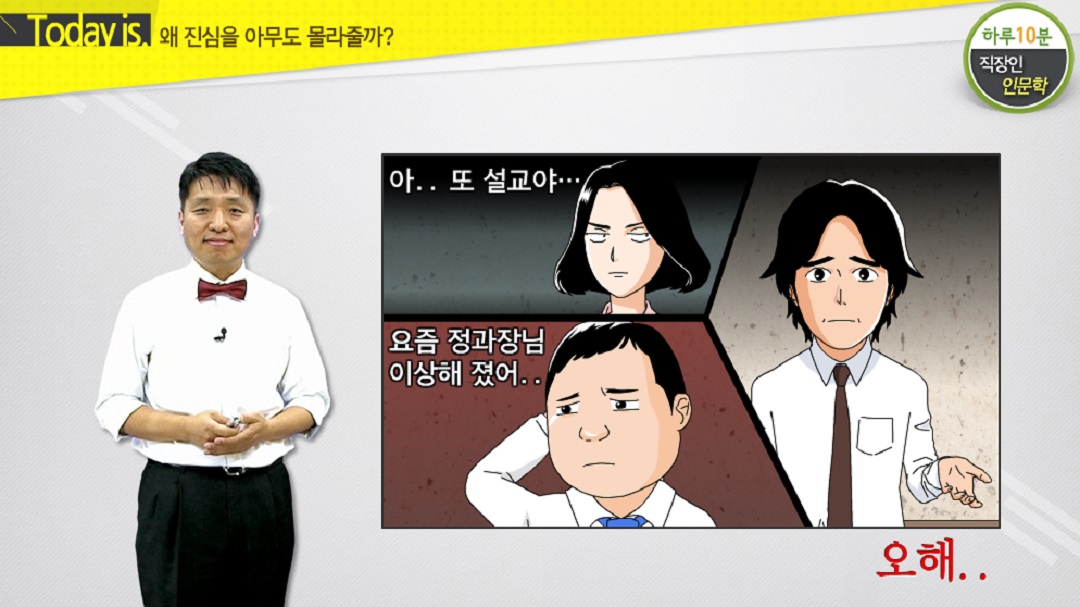 Today is. 왜 진심을 아무도 몰라줄까?
하루10분
직장인
인문학
아.. 또 설교야…
요즘 정과장님
이상해 졌어..
오해..